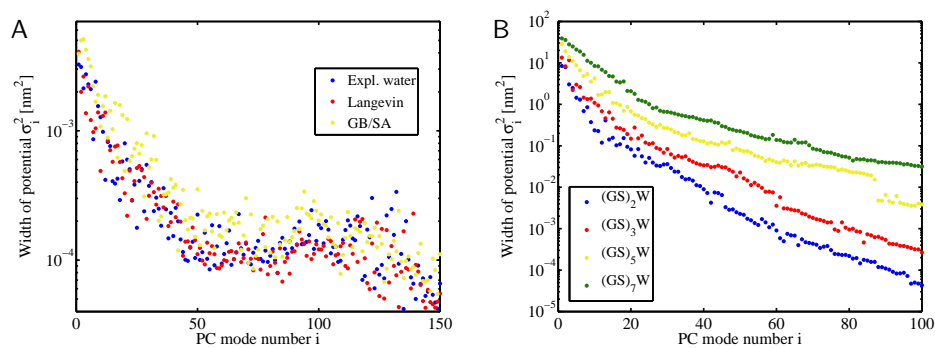 A
Width of potential σ_i^2 [nm^2]
10^-3
10^-4
Expl. water
Langevin
GB/SA
0 50 100 150
PC mode number i
B
Width of potential σ_i^2 [nm^2]
10^2
10^1
10^0
10^-1
10^-2
10^-3
10^-4
10^-5
(GS)_2W
(GS)_3W
(GS)_5W
(GS)_7W
0 20 40 60 80 100
PC mode number i